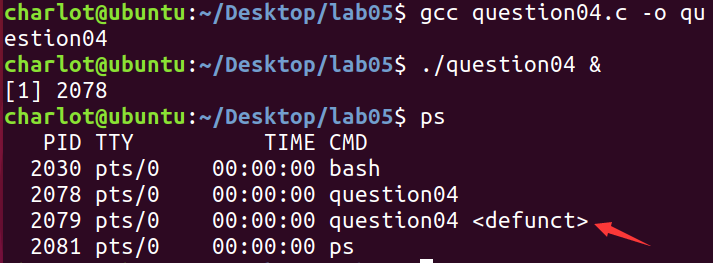 charlot@ubuntu:~/Desktop/lab05$ gcc question04.c -o qu
estion04
charlot@ubuntu:~/Desktop/lab05$ ./question04 &
[1] 2078
charlot@ubuntu:~/Desktop/lab05$ ps
    PID TTY          TIME CMD
   2030 pts/0    00:00:00 bash
   2078 pts/0    00:00:00 question04
   2079 pts/0    00:00:00 question04 <defunct>
   2081 pts/0    00:00:00 ps